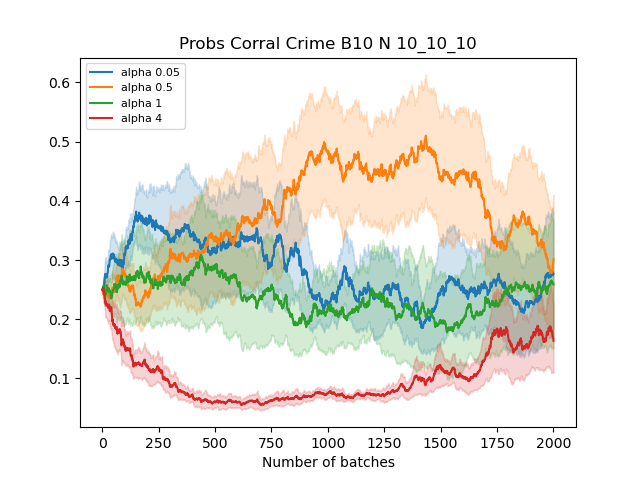 Probs Corral Crime B10 N 10_10_10
alpha 0.05
alpha 0.5
alpha 1
alpha 4
0.6
0.5
0.4
0.3
0.2
0.1
0 250 500 750 1000 1250 1500 1750 2000
Number of batches